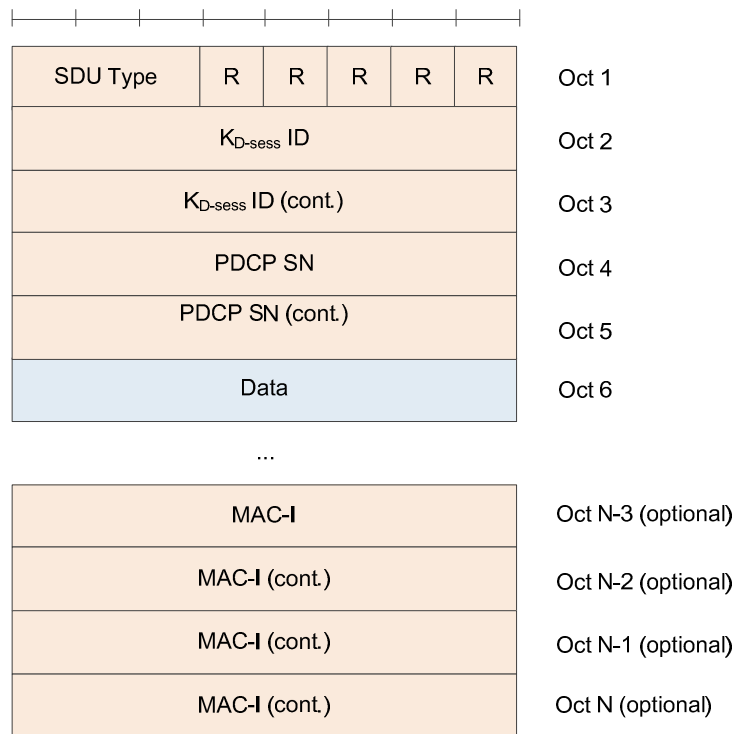 SDU Type R R R R R Oct 1
K_D-sess ID Oct 2
K_D-sess ID (cont.) Oct 3
PDCP SN Oct 4
PDCP SN (cont.) Oct 5
Data Oct 6
...
MAC-I Oct N-3 (optional)
MAC-I (cont.) Oct N-2 (optional)
MAC-I (cont.) Oct N-1 (optional)
MAC-I (cont.) Oct N (optional)